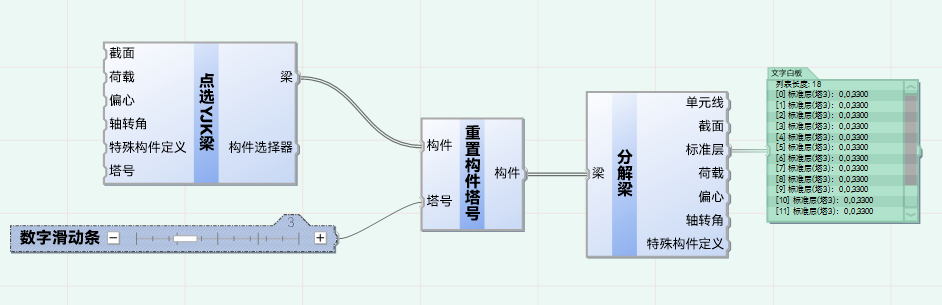 截面
荷载
偏心
轴转角
特殊构件定义
塔号
点选YJK梁
梁
构件选择器
数字滑动条
3
构件
塔号
重置构件塔号
构件
梁
分解梁
单元线
截面
标准层
荷载
偏心
轴转角
特殊构件定义
文字白板
列表长度: 18
[0] 标准层(塔3): 0,0,3300
[1] 标准层(塔3): 0,0,3300
[2] 标准层(塔3): 0,0,3300
[3] 标准层(塔3): 0,0,3300
[4] 标准层(塔3): 0,0,3300
[5] 标准层(塔3): 0,0,3300
[6] 标准层(塔3): 0,0,3300
[7] 标准层(塔3): 0,0,3300
[8] 标准层(塔3): 0,0,3300
[9] 标准层(塔3): 0,0,3300
[10] 标准层(塔3): 0,0,3300
[11] 标准层(塔3): 0,0,3300